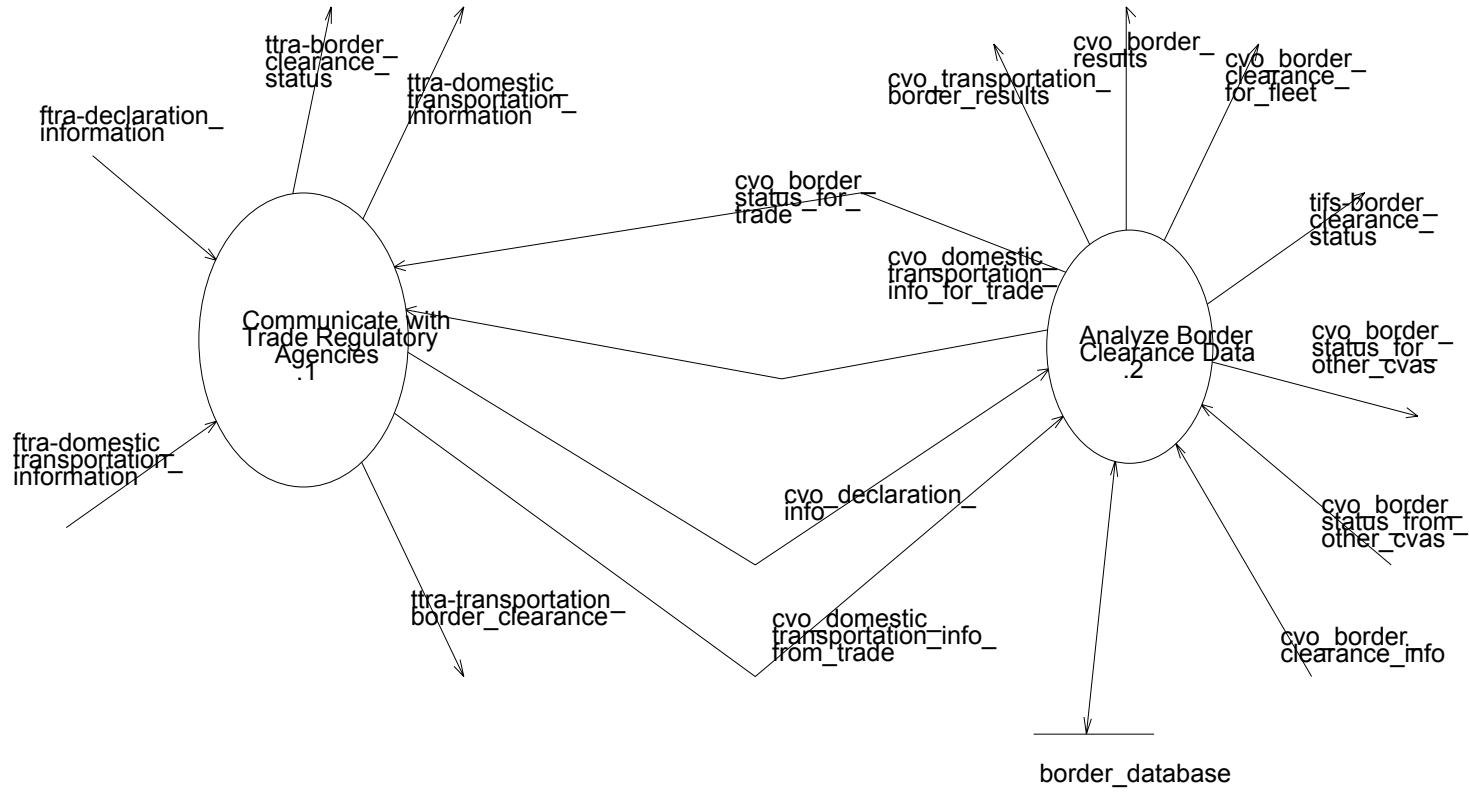 ttra-border_
clearance_
status
ttra-domestic_
transportation_
information
ftra-declaration_
information
cvo_transportation_
border_results
cvo_border_
results
cvo_border_
clearance_
for_fleet
cvo_border_
status_for_
trade
tifs-border_
clearance_
status
cvo_domestic_
transportation_
info_for_trade
Communicate with
Trade Regulatory
Agencies
.1
Analyze Border
Clearance Data
.2
cvo_border_
status_for_
other_cvas
ftra-domestic_
transportation_
information
cvo_declaration_
info
cvo_border_
status_from_
other_cvas
ttra-transportation_
border_clearance
cvo_domestic_
transportation_info_
from_trade
cvo_border_
clearance_info
border_database